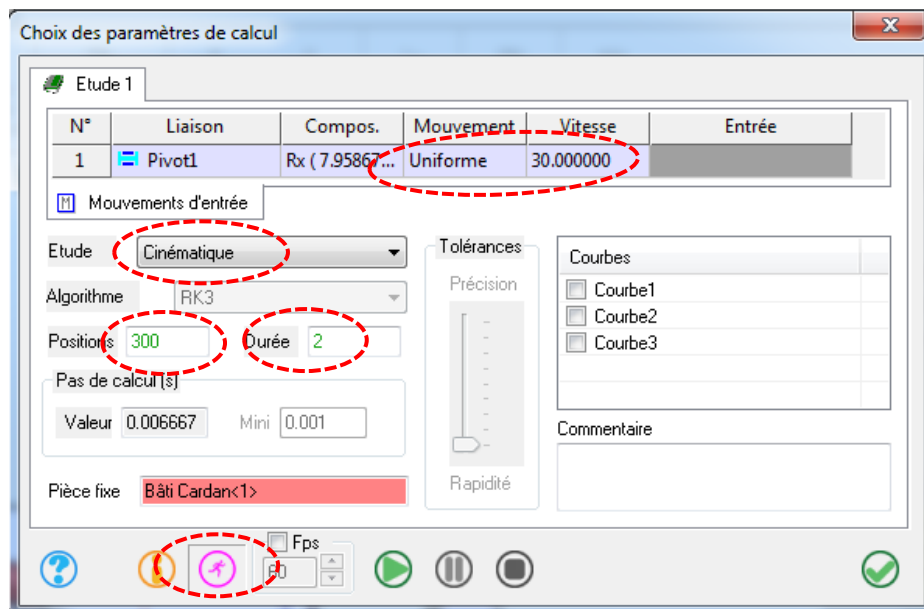 Choix des paramètres de calcul
Etude 1
N° Liaison Compos. Mouvement Vitesse Entrée
1 Pivot1 Rx ( 7.95867... Uniforme 30.000000
Mouvements d'entrée
Etude Cinématique
Tolérances
Courbes
Précision
Algorithme RK3
Courbe1
Courbe2
Positions 300 Durée 2
Courbe3
Pas de calcul (s)
Valeur 0.006667 Mini 0.001
Commentaire
Rapidité
Pièce fixe Bâti Cardan<1>
Fps
60